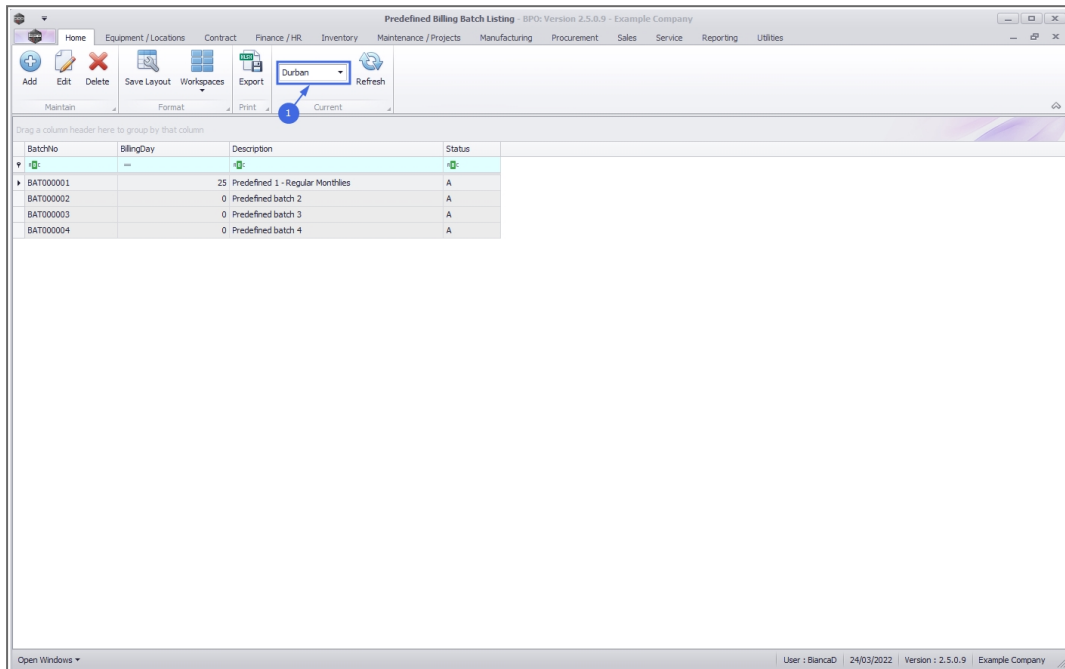 Predefined Billing Batch Listing - BPO: Version 2.5.0.9 - Example Company
Home Equipment / Locations Contract Finance / HR Inventory Maintenance / Projects Manufacturing Procurement Sales Service Reporting Utilities
Add Edit Delete Save Layout Workspaces Export Durban Refresh
Maintain Format Print Current
1
Drag a column header here to group by that column
BatchNo BillingDay Description Status
BAT000001 25 Predefined 1 - Regular Monthlies A
BAT000002 0 Predefined batch 2 A
BAT000003 0 Predefined batch 3 A
BAT000004 0 Predefined batch 4 A
Open Windows User : BiancaD 24/03/2022 Version : 2.5.0.9 Example Company